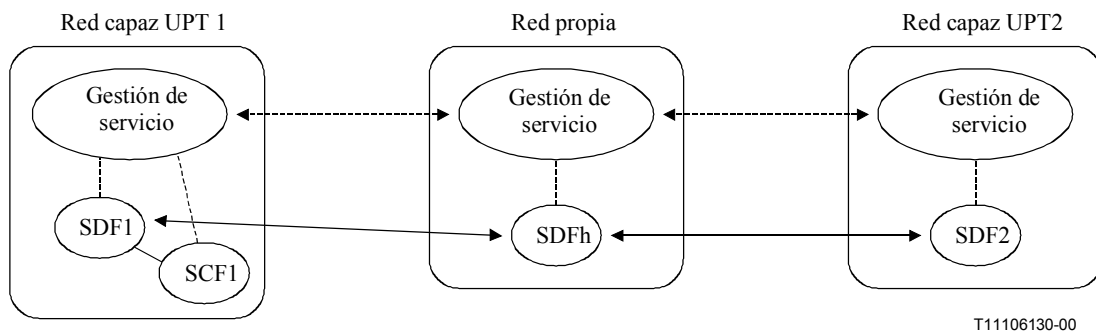 Red capaz UPT 1
Red propia
Red capaz UPT2
Gestión de
servicio
Gestión de
servicio
Gestión de
servicio
SDF1
SCF1
SDFh
SDF2
T11106130-00